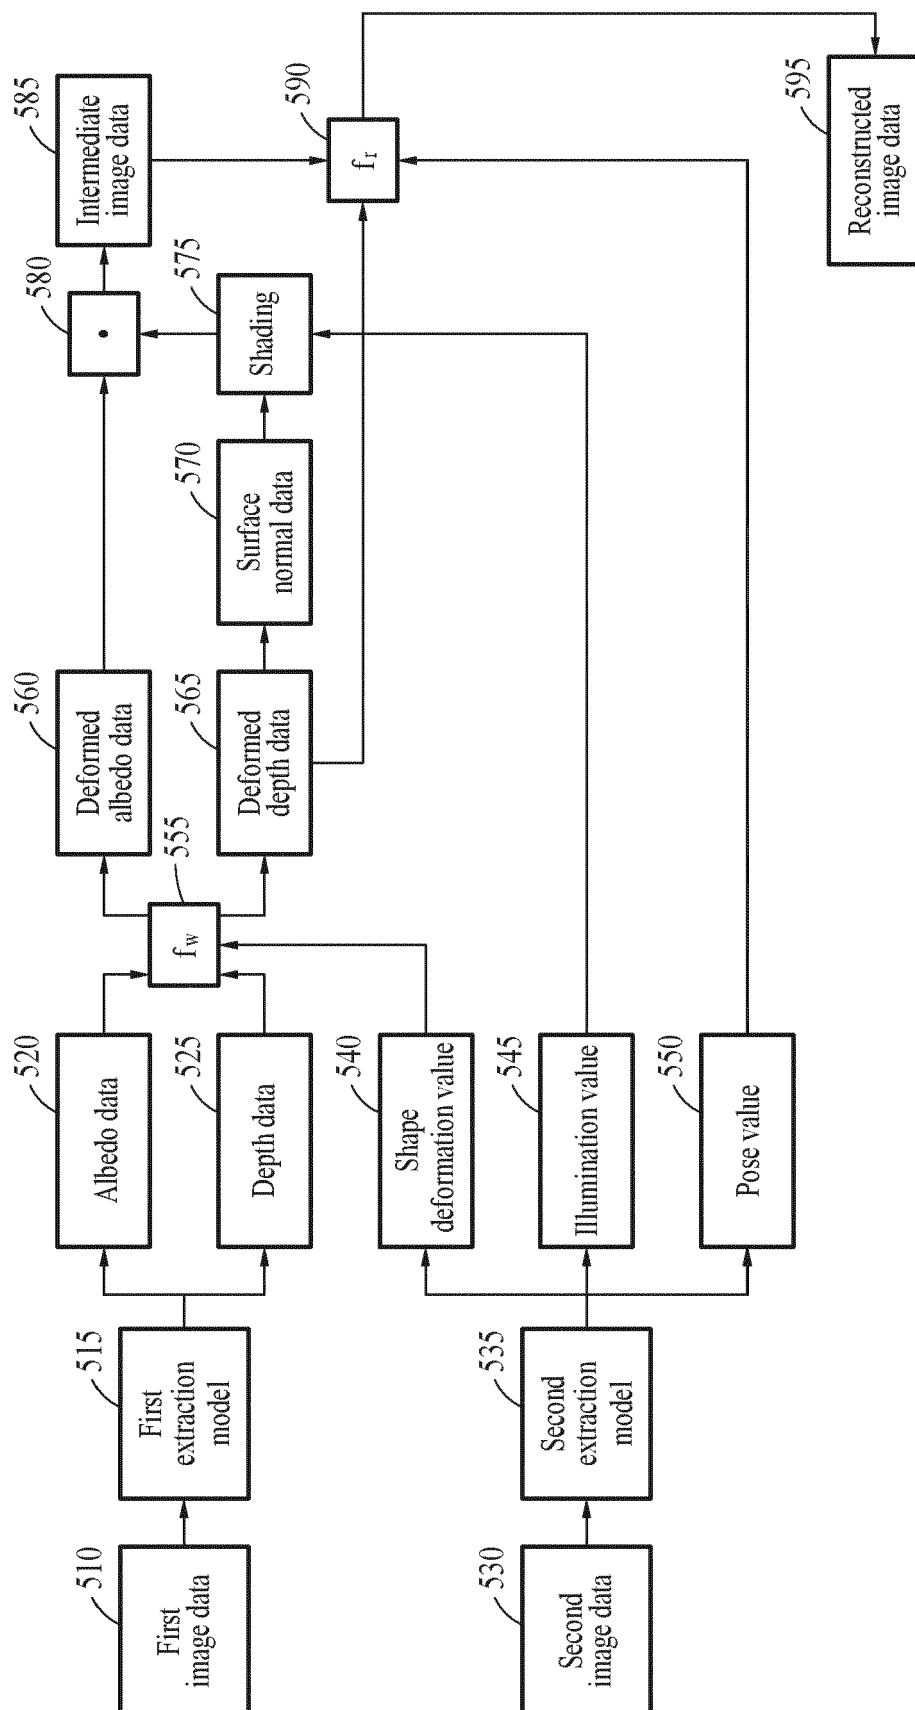 510
First
image data
515
First
extraction
model
520
Albedo data
525
Depth data
530
Second
image data
535
Second
extraction
model
540
Shape
deformation value
545
Illumination value
550
Pose value
555
fw
560
Deformed
albedo data
565
Deformed
depth data
570
Surface
normal data
575
Shading
580
•
585
Intermediate
image data
590
fr
595
Reconstructed
image data